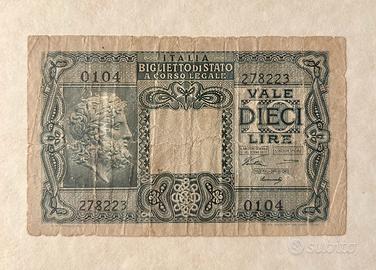 ITALIA
BIGLIETTO DI STATO
A CORSO LEGALE
0104
278223
VALE
DIECI
LIRE
278223
0104
subito